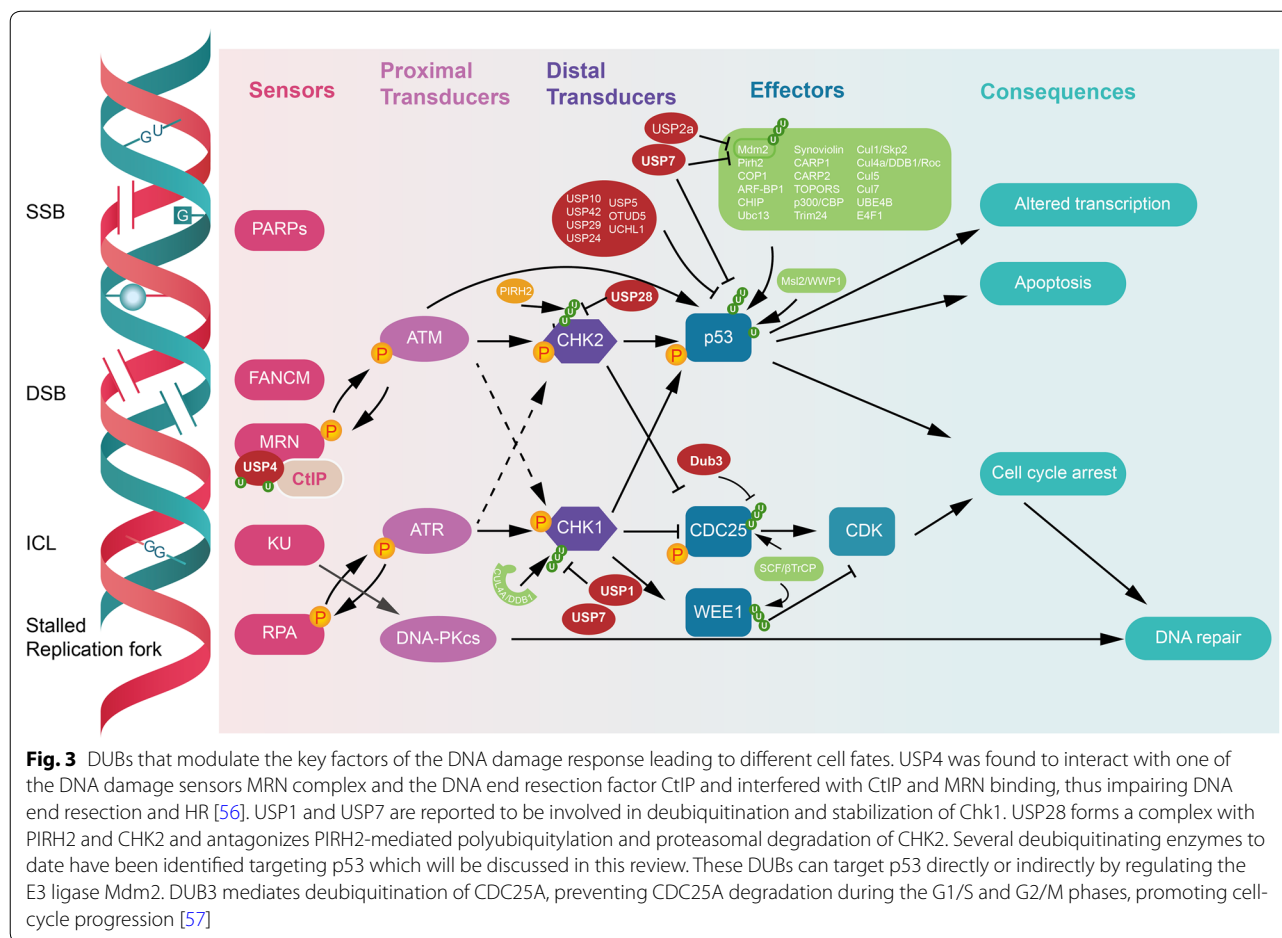 Sensors
Proximal
Transducers
Distal
Transducers
Effectors
Consequences
SSB
DSB
ICL
Stalled
Replication fork
G U
G
G G
PARPs
FANCM
MRN
P
USP4
CtIP
U
U
KU
RPA
P
ATM
P
ATR
P
DNA-PKcs
PIRH2
U
U
U
USP28
CHK2
P
CHK1
P
U
U
U
CUL4A/DDB1
USP1
USP7
USP2a
USP7
USP10
USP42
USP29
USP24
USP5
OTUD5
UCHL1
U
U
U
Mdm2
Pirh2
COP1
ARF-BP1
CHIP
Ubc13
Synoviolin
CARP1
CARP2
TOPORS
p300/CBP
Trim24
Cul1/Skp2
Cul4a/DDB1/Roc
Cul5
Cul7
UBE4B
E4F1
Msl2/WWP1
U
U
U
U
p53
P
Dub3
CDC25
U
U
U
P
CDK
SCF/βTrCP
WEE1
U
U
U
Altered transcription
Apoptosis
Cell cycle arrest
DNA repair
Fig. 3 DUBs that modulate the key factors of the DNA damage response leading to different cell fates. USP4 was found to interact with one of
the DNA damage sensors MRN complex and the DNA end resection factor CtIP and interfered with CtIP and MRN binding, thus impairing DNA
end resection and HR [56]. USP1 and USP7 are reported to be involved in deubiquitination and stabilization of Chk1. USP28 forms a complex with
PIRH2 and CHK2 and antagonizes PIRH2-mediated polyubiquitylation and proteasomal degradation of CHK2. Several deubiquitinating enzymes to
date have been identified targeting p53 which will be discussed in this review. These DUBs can target p53 directly or indirectly by regulating the
E3 ligase Mdm2. DUB3 mediates deubiquitination of CDC25A, preventing CDC25A degradation during the G1/S and G2/M phases, promoting cell-
cycle progression [57]